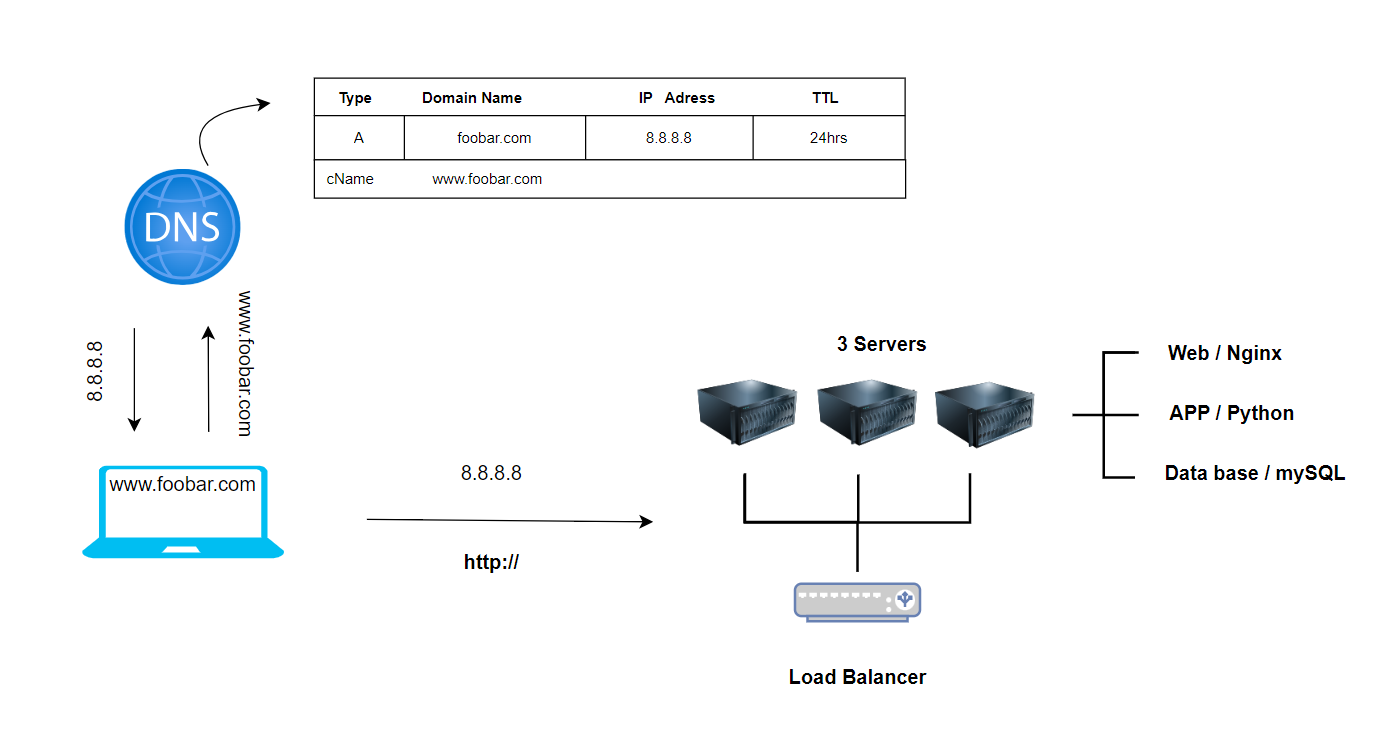 Type Domain Name IP Adress TTL
A foobar.com 8.8.8.8 24hrs
cName www.foobar.com
DNS
8.8.8.8
www.foobar.com
www.foobar.com
8.8.8.8
http://
3 Servers
Web / Nginx
APP / Python
Data base / mySQL
Load Balancer